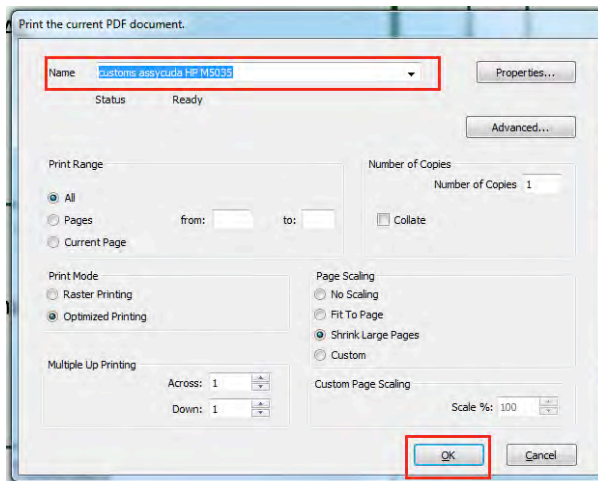 Print the current PDF document.
Name customs assycuda HP M5035 Properties...
Status Ready
Advanced...
Print Range
All
Pages from: to:
Current Page
Number of Copies
Number of Copies 1
Collate
Print Mode
Raster Printing
Optimized Printing
Page Scaling
No Scaling
Fit To Page
Shrink Large Pages
Custom
Multiple Up Printing
Across: 1
Down: 1
Custom Page Scaling
Scale %: 100
OK Cancel